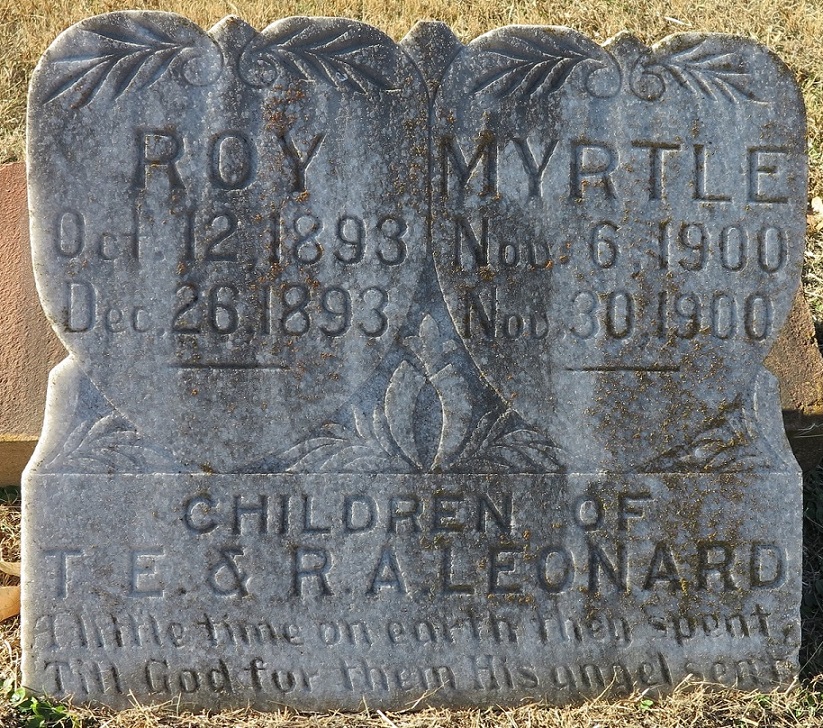 ROY
Oct. 12, 1893
Dec. 26, 1893
MYRTLE
Nov. 6, 1900
Nov. 30, 1900
CHILDREN OF
T. E. & R. A. LEONARD
A little time on earth they spent,
Till God for them His angel sent